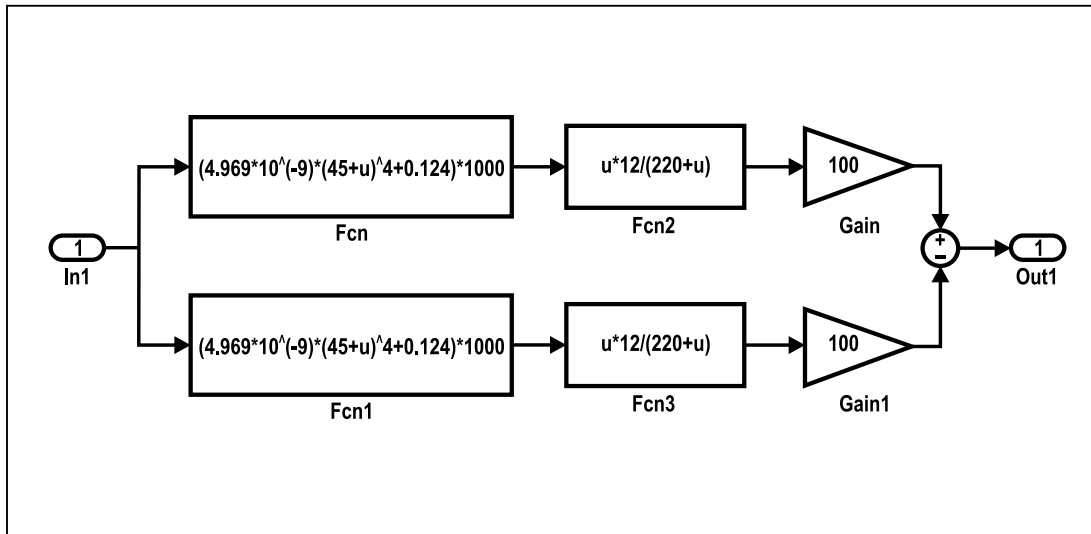 (4.969*10^(-9)*(45+u)^4+0.124)*1000
u*12/(220+u)
100
Fcn
Fcn2
Gain
+
−
1
In1
1
Out1
(4.969*10^(-9)*(45+u)^4+0.124)*1000
u*12/(220+u)
100
Fcn1
Fcn3
Gain1